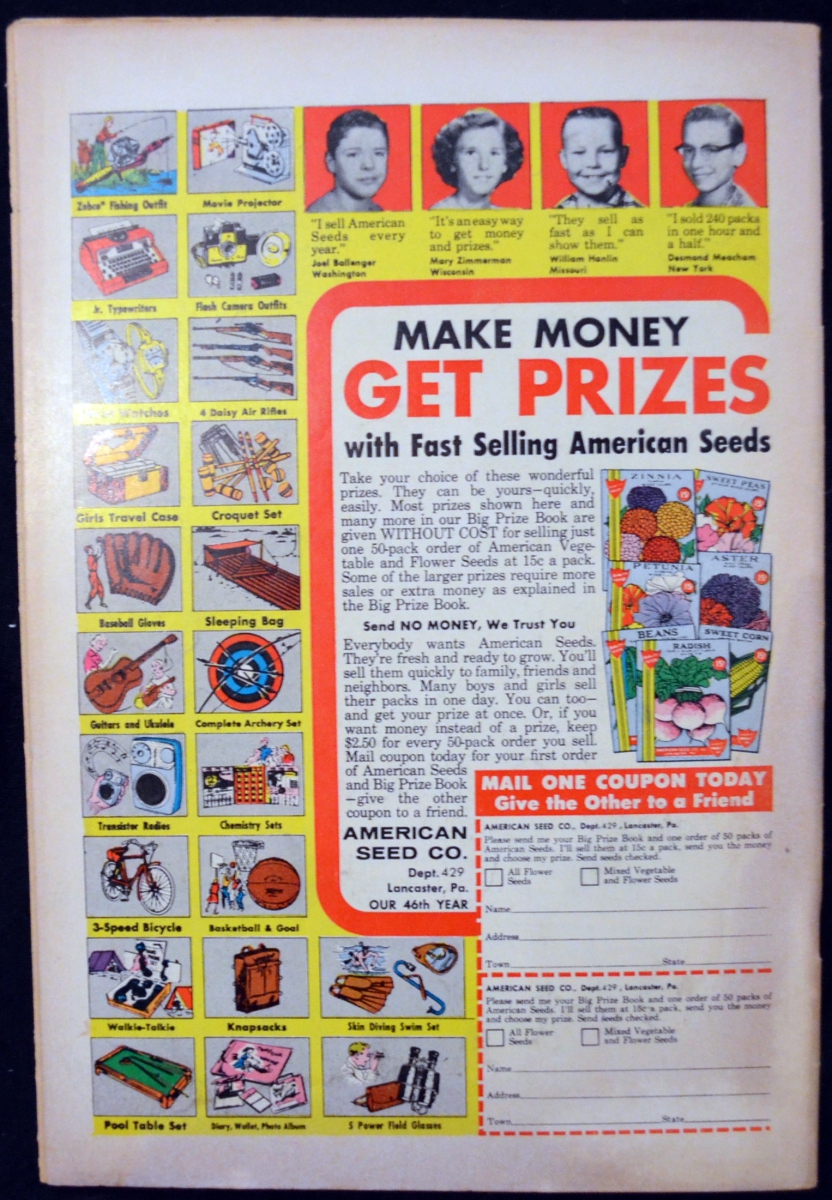 Zebco® Fishing Outfit
Movie Projector
Jr. Typewriters
Flash Camera Outfits
Watches
4 Daisy Air Rifles
Girls Travel Case
Croquet Set
Baseball Gloves
Sleeping Bag
Guitars and Ukulele
Complete Archery Set
Transistor Radios
Chemistry Sets
3-Speed Bicycle
Basketball & Goal
Walkie-Talkie
Knapsacks
Skin Diving Swim Set
Pool Table Set
Diary, Wallet, Photo Album
5 Power Field Glasses
"I sell American
Seeds every
year."
Joel Ballenger
Washington
"It's an easy way
to get money
and prizes."
Mary Zimmerman
Wisconsin
"They sell as
fast as I can
show them."
William Hanlin
Missouri
"I sold 240 packs
in one hour and
a half."
Desmond Meacham
New York
MAKE MONEY
GET PRIZES
with Fast Selling American Seeds
Take your choice of these wonderful
prizes. They can be yours—quickly,
easily. Most prizes shown here and
many more in our Big Prize Book are
given WITHOUT COST for selling just
one 50-pack order of American Vege-
table and Flower Seeds at 15c a pack.
Some of the larger prizes require more
sales or extra money as explained in
the Big Prize Book.
Send NO MONEY, We Trust You
Everybody wants American Seeds.
They're fresh and ready to grow. You'll
sell them quickly to family, friends and
neighbors. Many boys and girls sell
their packs in one day. You can too—
and get your prize at once. Or, if you
want money instead of a prize, keep
$2.50 for every 50-pack order you sell.
Mail coupon today for your first order
of American Seeds
and Big Prize Book
—give the other
coupon to a friend.
AMERICAN
SEED CO.
Dept. 429
Lancaster, Pa.
OUR 46th YEAR
ZINNIA
15¢
SWEET PEAS
15¢
PETUNIA
15¢
ASTER
15¢
BEANS
SWEET CORN
15¢
RADISH
15¢
MAIL ONE COUPON TODAY
Give the Other to a Friend
AMERICAN SEED CO., Dept. 429, Lancaster, Pa.
Please send me your Big Prize Book and one order of 50 packs of
American Seeds. I'll sell them at 15c a pack, send you the money
and choose my prize. Send seeds checked.
All Flower
Seeds
Mixed Vegetable
and Flower Seeds
Name
Address
Town State
AMERICAN SEED CO., Dept. 429, Lancaster, Pa.
Please send me your Big Prize Book and one order of 50 packs of
American Seeds. I'll sell them at 15c a pack, send you the money
and choose my prize. Send seeds checked.
All Flower
Seeds
Mixed Vegetable
and Flower Seeds
Name
Address
Town State